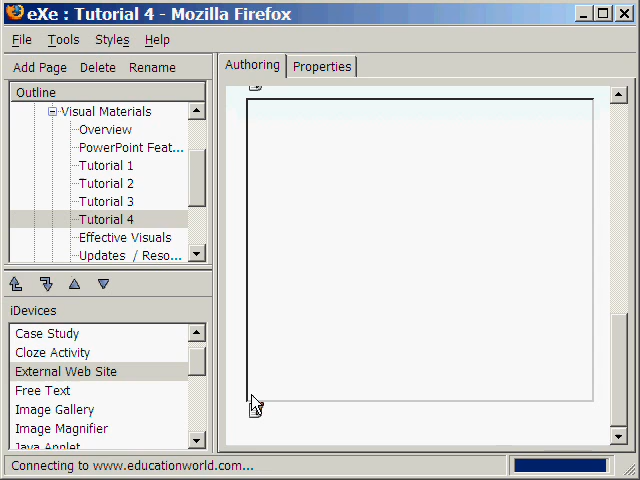 eXe : Tutorial 4 - Mozilla Firefox
File Tools Styles Help
Add Page Delete Rename
Outline
Visual Materials
Overview
PowerPoint Feat...
Tutorial 1
Tutorial 2
Tutorial 3
Tutorial 4
Effective Visuals
Updates / Reso...
iDevices
Case Study
Cloze Activity
External Web Site
Free Text
Image Gallery
Image Magnifier
Java Applet
Authoring Properties
Connecting to www.educationworld.com...